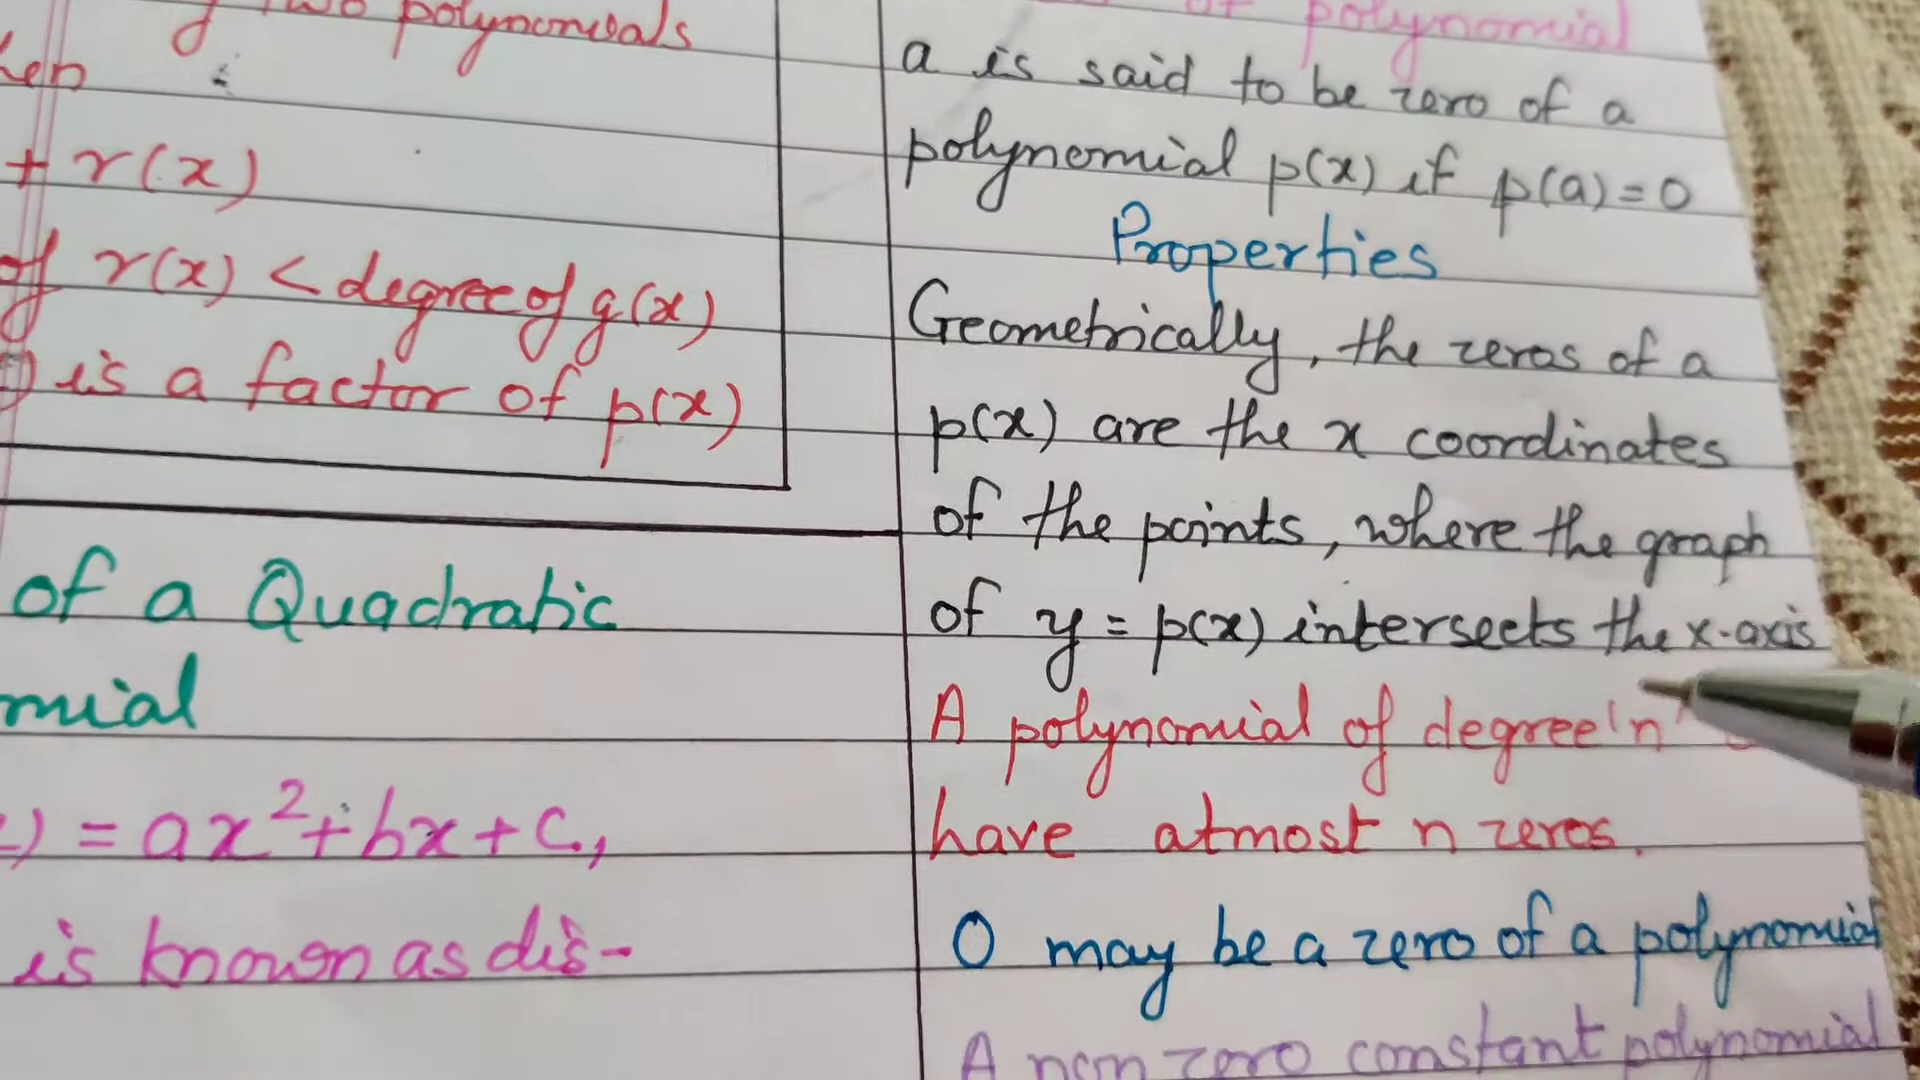 two polynomials
+ r(x)
of r(x) < degree of g(x)
is a factor of p(x)
of a Quadratic
mial
) = ax²+bx+c,
is known as dis-
of polynomial
a is said to be zero of a
polynomial p(x) if p(a)=0
Properties
Geometrically, the zeros of a
p(x) are the x coordinates
of the points, where the graph
of y = p(x) intersects the x-axis
A polynomial of degree 'n'
have atmost n zeros.
0 may be a zero of a polynomial
A non zero constant polynomial